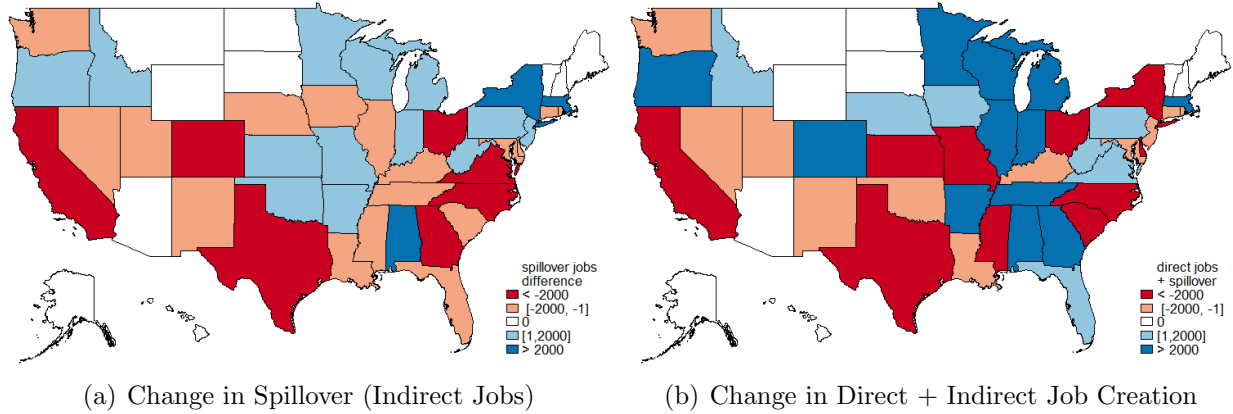 spillover jobs
difference
< -2000
[-2000, -1]
0
[1,2000]
> 2000
direct jobs
+ spillover
< -2000
[-2000, -1]
0
[1,2000]
> 2000
(a) Change in Spillover (Indirect Jobs)
(b) Change in Direct + Indirect Job Creation